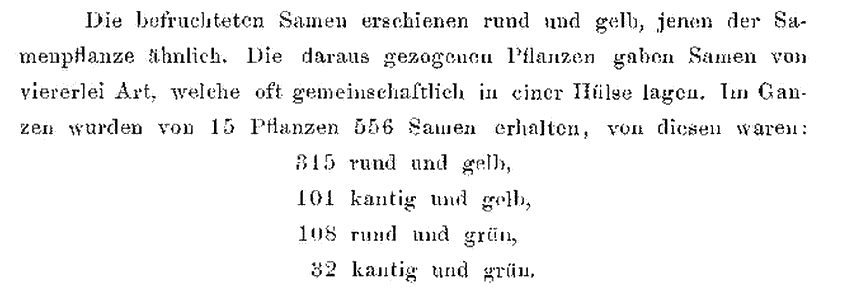 Die befruchteten Samen erschienen rund und gelb, jenen der Sa-
menpflanze ähnlich. Die daraus gezogenen Pflanzen gaben Samen von
viererlei Art, welche oft gemeinschaftlich in einer Hülse lagen. Im Gan-
zen wurden von 15 Pflanzen 556 Samen erhalten, von diesen waren:
315 rund und gelb,
101 kantig und gelb,
108 rund und grün,
32 kantig und grün.